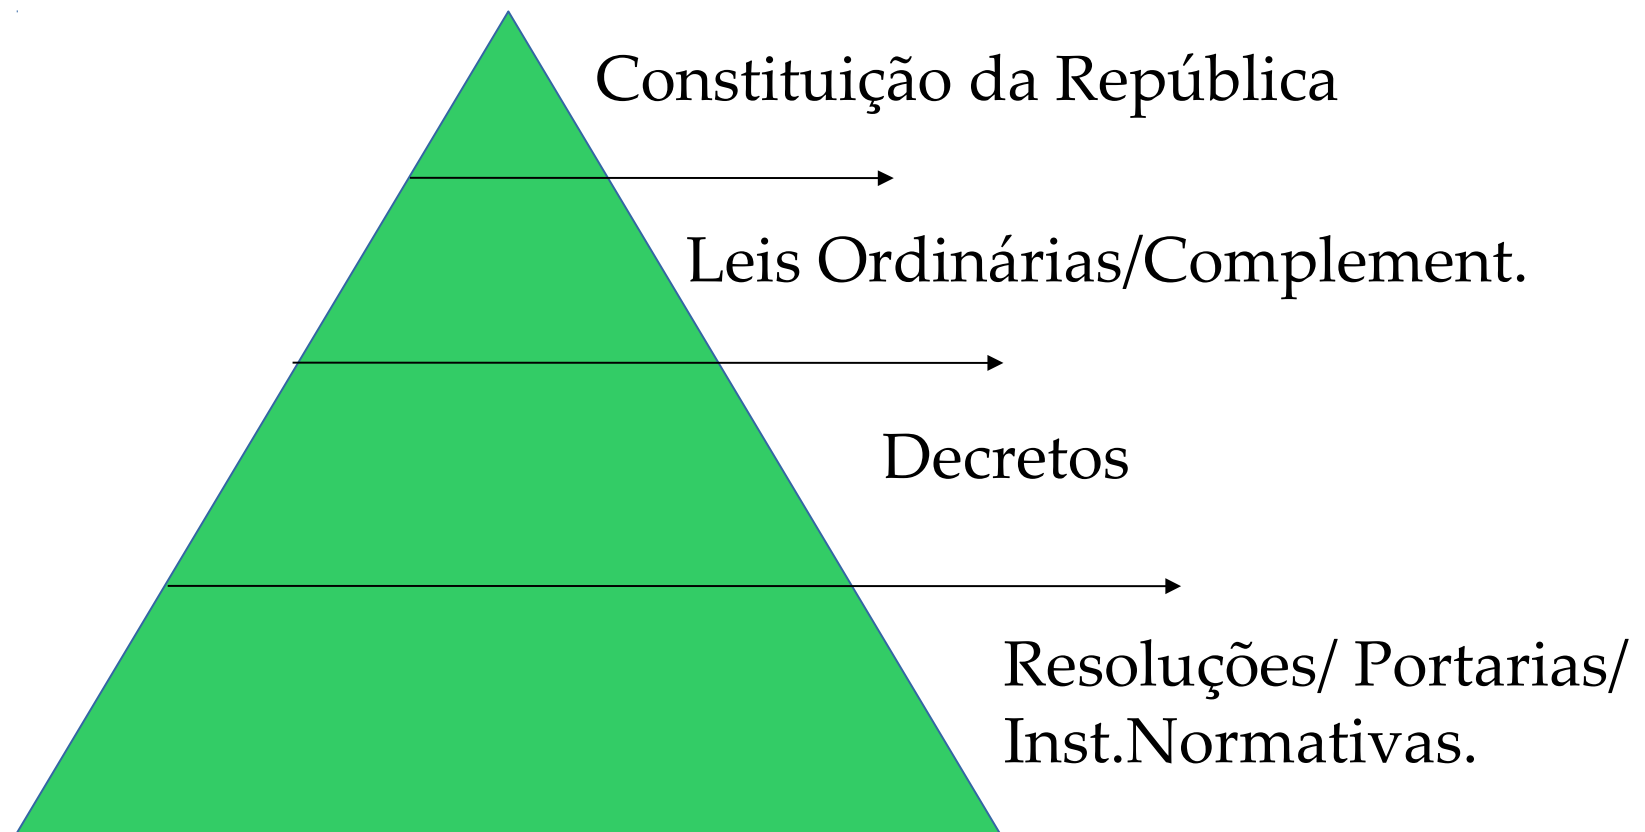 Constituição da República
Leis Ordinárias/Complement.
Decretos
Resoluções/ Portarias/
Inst.Normativas.